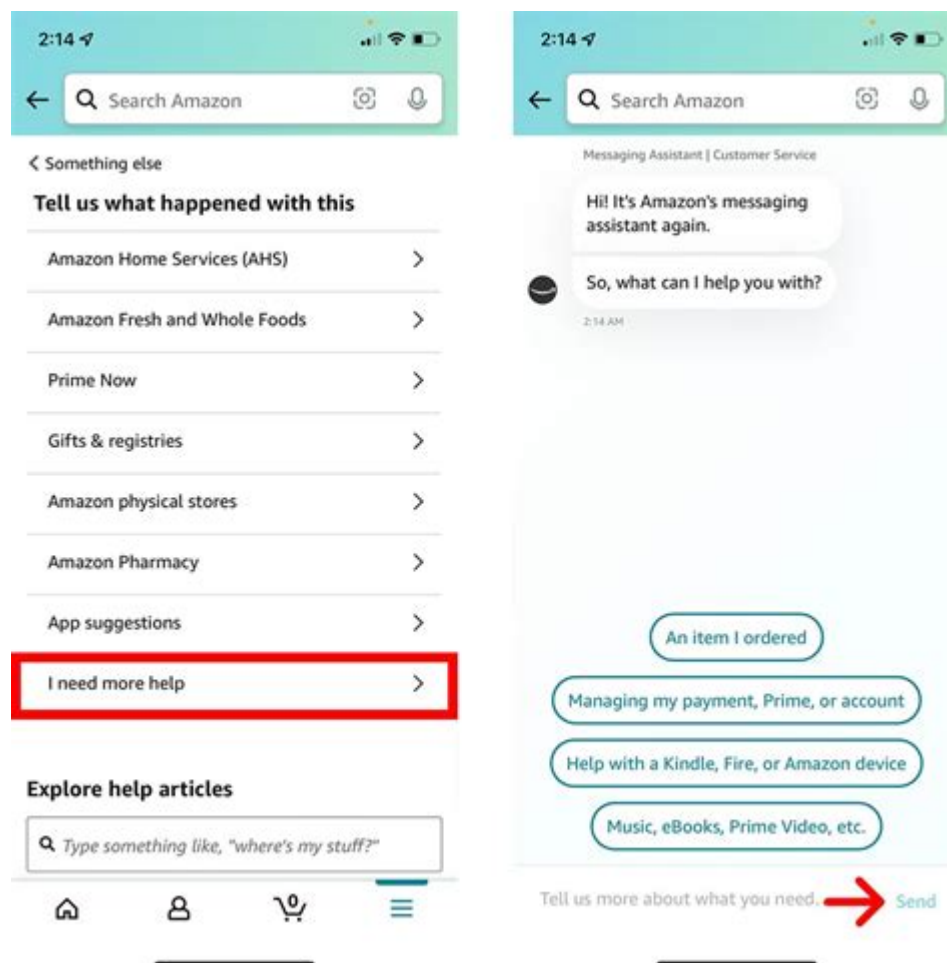 2:14
Search Amazon
Something else
Tell us what happened with this
Amazon Home Services (AHS)
Amazon Fresh and Whole Foods
Prime Now
Gifts & registries
Amazon physical stores
Amazon Pharmacy
App suggestions
I need more help
Explore help articles
Type something like, "where's my stuff?"
0
2:14
Search Amazon
Messaging Assistant | Customer Service
Hi! It's Amazon's messaging
assistant again.
So, what can I help you with?
2:14 AM
An item I ordered
Managing my payment, Prime, or account
Help with a Kindle, Fire, or Amazon device
Music, eBooks, Prime Video, etc.
Tell us more about what you need.
Send